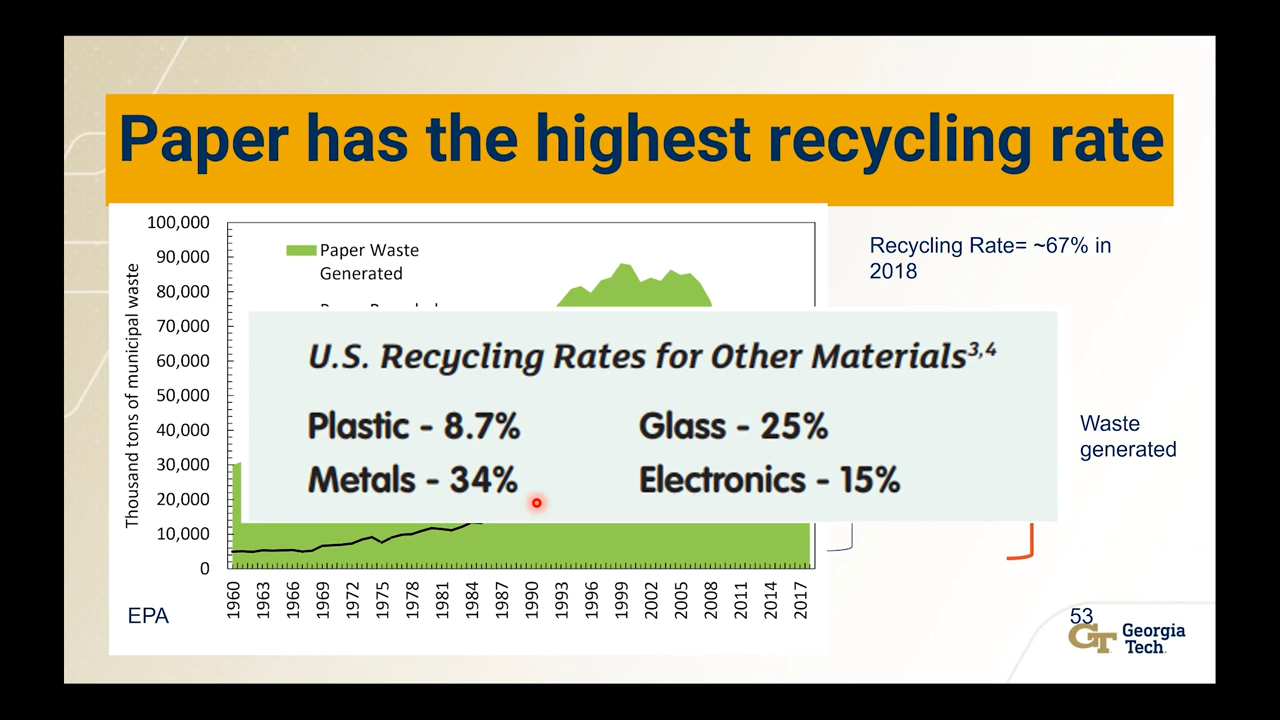 Paper has the highest recycling rate
100,000
90,000
80,000
70,000
60,000
50,000
40,000
30,000
20,000
10,000
0
Thousand tons of municipal waste
Paper Waste
Generated
Recycling Rate= ~67% in
2018
U.S. Recycling Rates for Other Materials3,4
Plastic - 8.7%
Glass - 25%
Metals - 34%
Electronics - 15%
Waste
generated
1960
1963
1966
1969
1972
1975
1978
1981
1984
1987
1990
1993
1996
1999
2002
2005
2008
2011
2014
2017
EPA
53
GT
Georgia
Tech